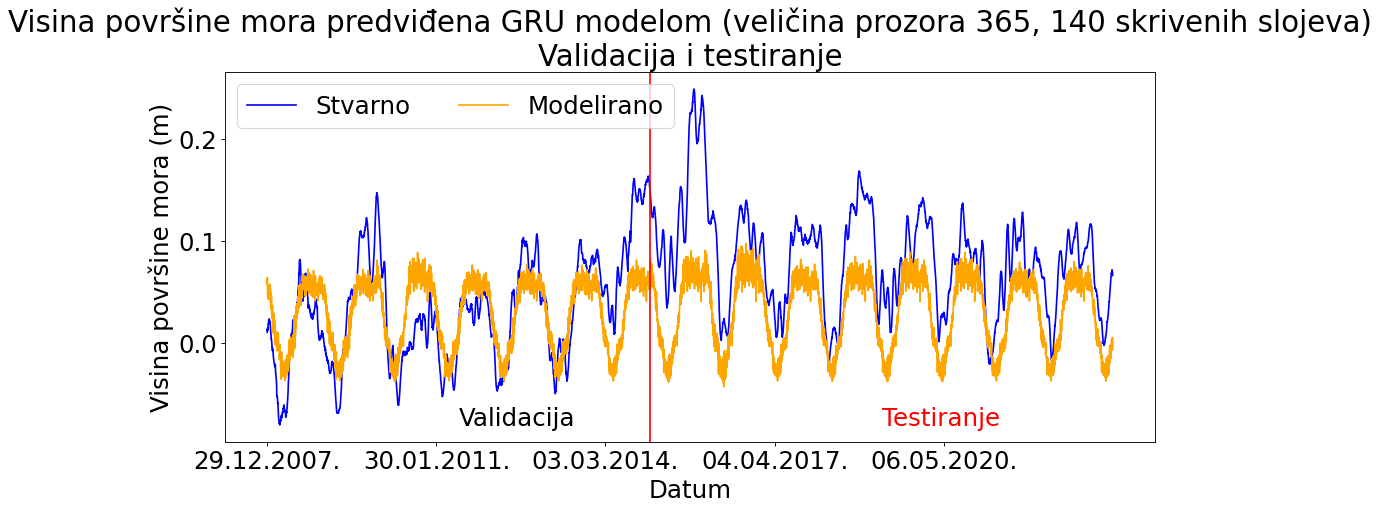 Visina površine mora predviđena GRU modelom (veličina prozora 365, 140 skrivenih slojeva)
Validacija i testiranje
Stvarno
Modelirano
Visina površine mora (m)
0.2
0.1
0.0
Validacija
Testiranje
29.12.2007.
30.01.2011.
03.03.2014.
04.04.2017.
06.05.2020.
Datum